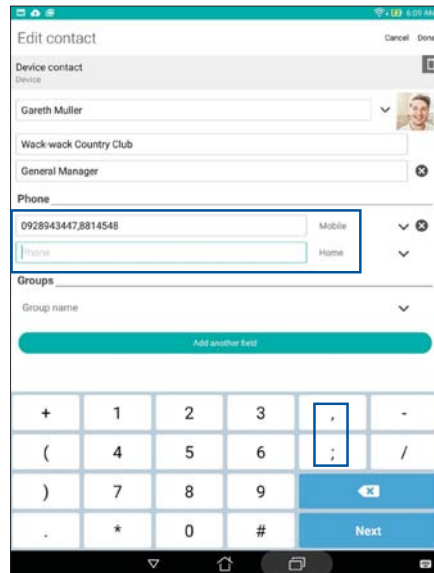 6:09 AM
Edit contact
Cancel Done
Device contact
Device
Gareth Muller
Wack-wack Country Club
General Manager
Phone
0928943447,8814548 Mobile
Phone Home
Groups
Group name
Add another field
+ 1 2 3 , -
( 4 5 6 ; /
) 7 8 9
. * 0 # Next